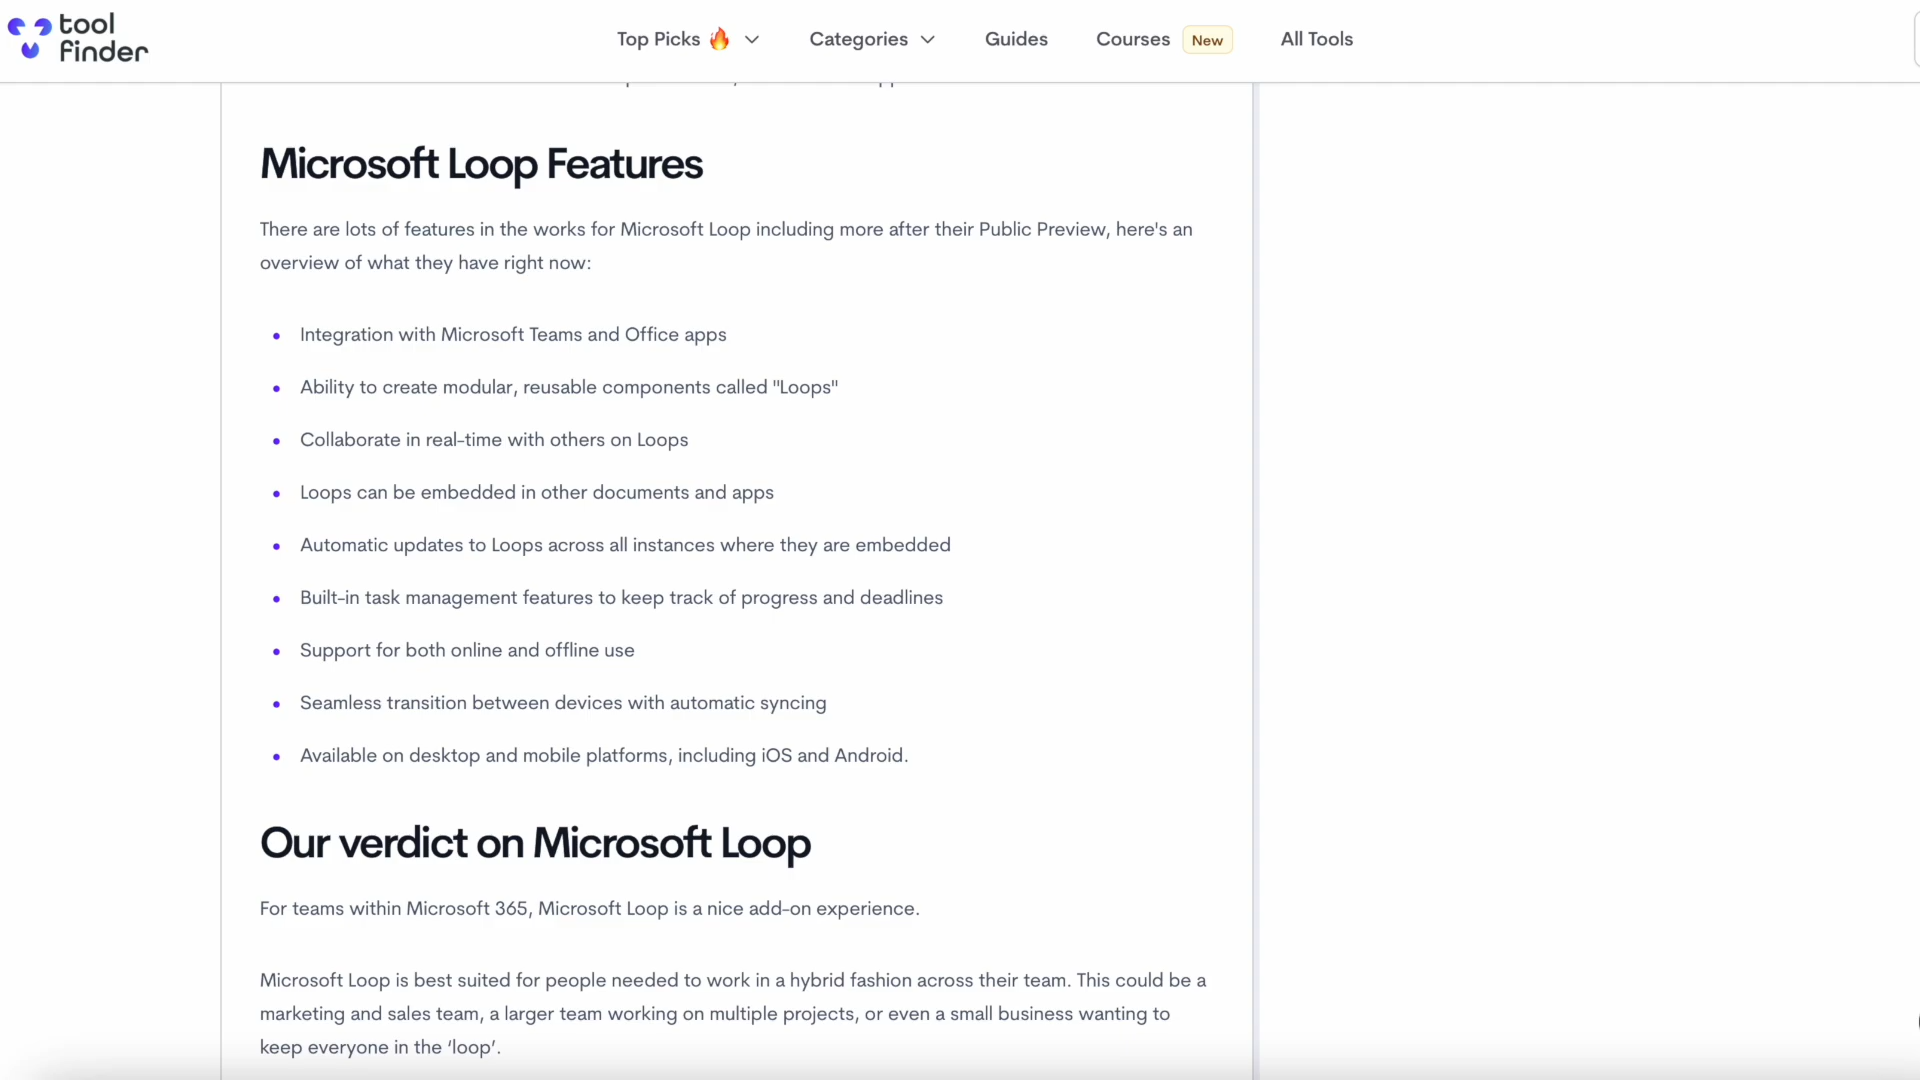 tool
finder
Top Picks 🔥
Categories
Guides
Courses New
All Tools
Microsoft Loop Features
There are lots of features in the works for Microsoft Loop including more after their Public Preview, here's an
overview of what they have right now:
Integration with Microsoft Teams and Office apps
Ability to create modular, reusable components called "Loops"
Collaborate in real-time with others on Loops
Loops can be embedded in other documents and apps
Automatic updates to Loops across all instances where they are embedded
Built-in task management features to keep track of progress and deadlines
Support for both online and offline use
Seamless transition between devices with automatic syncing
Available on desktop and mobile platforms, including iOS and Android.
Our verdict on Microsoft Loop
For teams within Microsoft 365, Microsoft Loop is a nice add-on experience.
Microsoft Loop is best suited for people needed to work in a hybrid fashion across their team. This could be a
marketing and sales team, a larger team working on multiple projects, or even a small business wanting to
keep everyone in the ‘loop’.